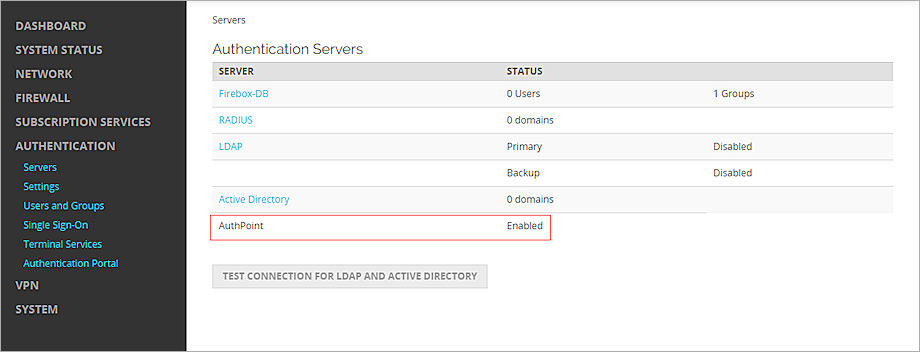 DASHBOARD
SYSTEM STATUS
NETWORK
FIREWALL
SUBSCRIPTION SERVICES
AUTHENTICATION
Servers
Settings
Users and Groups
Single Sign-On
Terminal Services
Authentication Portal
VPN
SYSTEM
Servers
Authentication Servers
SERVER STATUS
Firebox-DB 0 Users 1 Groups
RADIUS 0 domains
LDAP Primary Disabled
Backup Disabled
Active Directory 0 domains
AuthPoint Enabled
TEST CONNECTION FOR LDAP AND ACTIVE DIRECTORY